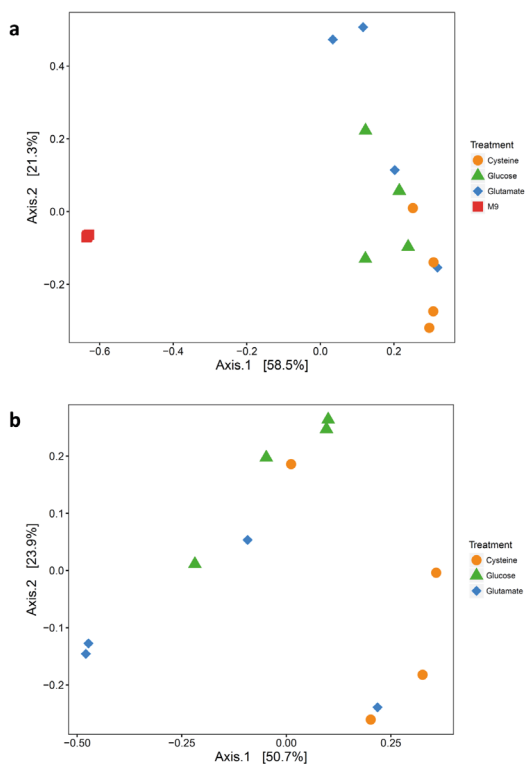 a
0.4
0.2
0.0
−0.2
Axis.2 [21.3%]
−0.6 −0.4 −0.2 0.0 0.2
Axis.1 [58.5%]
Treatment
Cysteine
Glucose
Glutamate
M9
b
0.2
0.1
0.0
−0.1
−0.2
Axis.2 [23.9%]
−0.50 −0.25 0.00 0.25
Axis.1 [50.7%]
Treatment
Cysteine
Glucose
Glutamate